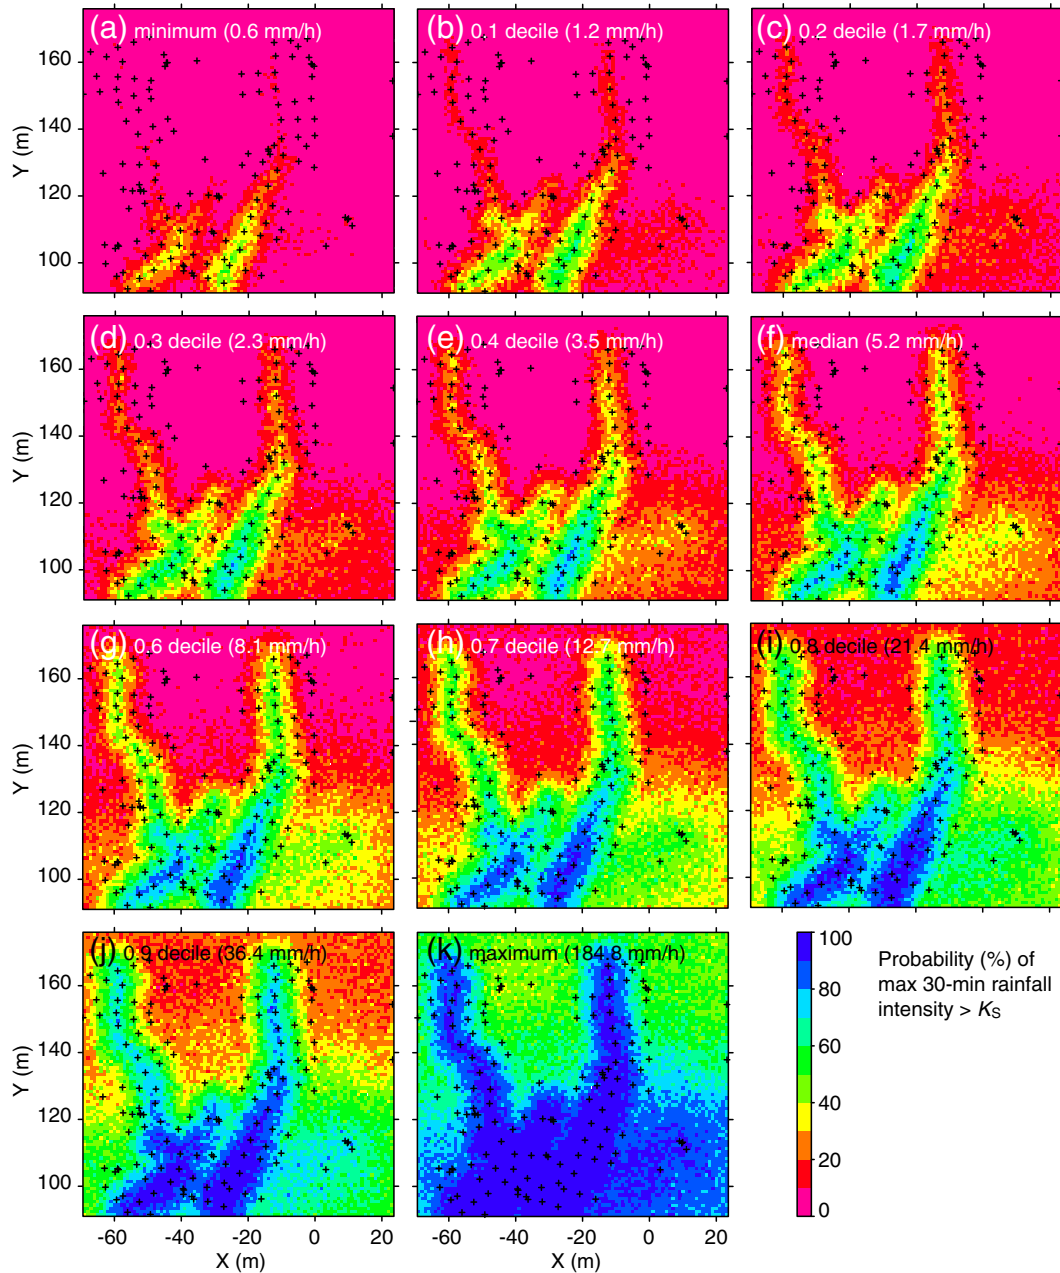 (a) minimum (0.6 mm/h)
(b) 0.1 decile (1.2 mm/h)
(c) 0.2 decile (1.7 mm/h)
Y (m)
160
140
120
100
(d) 0.3 decile (2.3 mm/h)
(e) 0.4 decile (3.5 mm/h)
(f) median (5.2 mm/h)
Y (m)
160
140
120
100
(g) 0.6 decile (8.1 mm/h)
(h) 0.7 decile (12.7 mm/h)
(i) 0.8 decile (21.4 mm/h)
Y (m)
160
140
120
100
(j) 0.9 decile (36.4 mm/h)
(k) maximum (184.8 mm/h)
Y (m)
160
140
120
100
-60 -40 -20 0 20
X (m)
-60 -40 -20 0 20
X (m)
100
80
60
40
20
0
Probability (%) of
max 30-min rainfall
intensity > KS